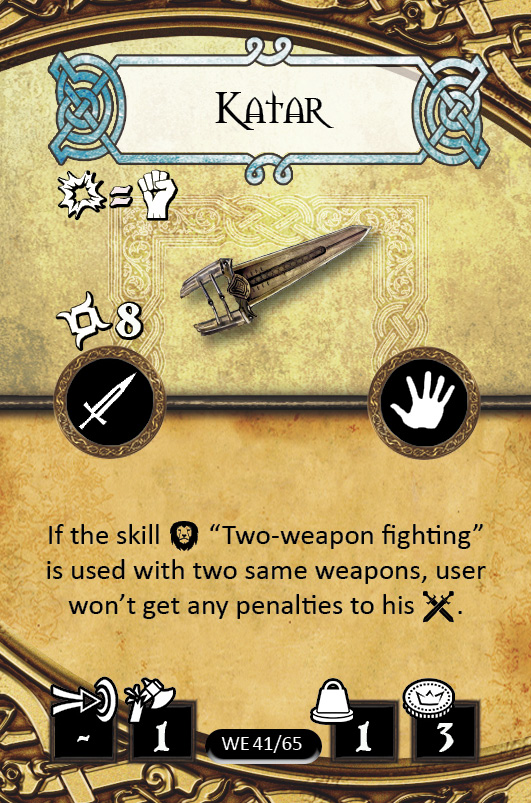 Katar
=
8
If the skill “Two-weapon fighting”
is used with two same weapons, user
won’t get any penalties to his .
- 1 WE 41/65 1 3